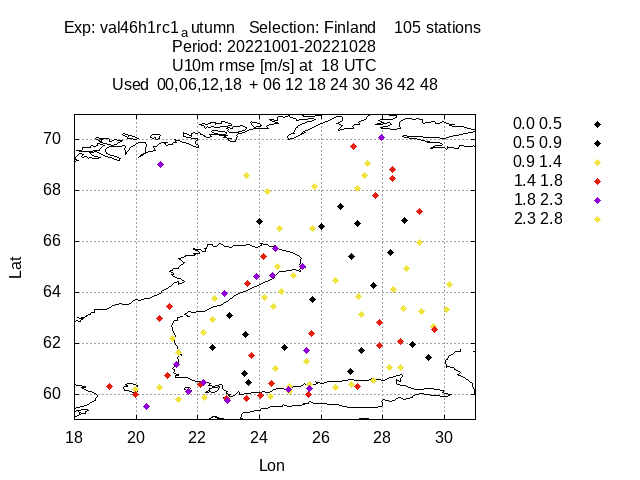 Exp: val46h1rc1a utumn Selection: Finland 105 stations
Period: 20221001-20221028
U10m rmse [m/s] at 18 UTC
Used 00,06,12,18 + 06 12 18 24 30 36 42 48
0.0 0.5
0.5 0.9
0.9 1.4
1.4 1.8
1.8 2.3
2.3 2.8
70
68
66
64
62
60
Lat
18 20 22 24 26 28 30
Lon